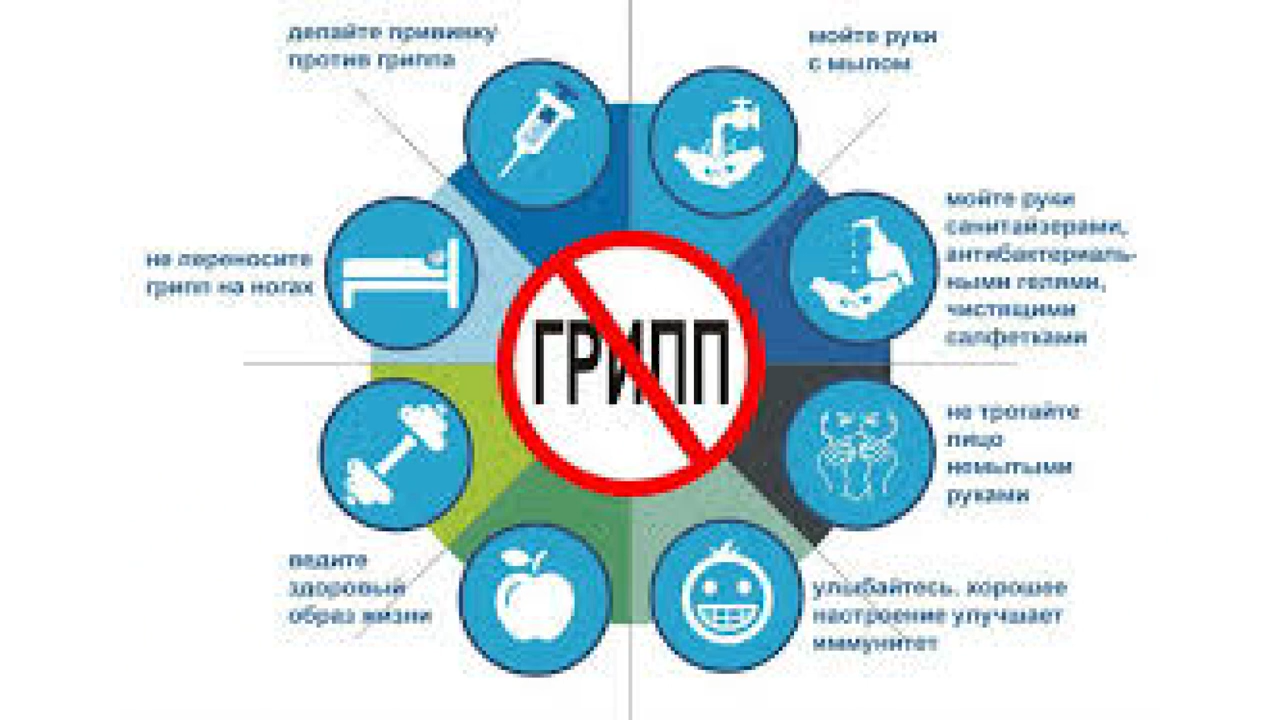 делайте прививку
против гриппа
мойте руки
с мылом
мойте руки
санитайзерами,
антибактериаль-
ными гелями,
чистящими
салфетками
не трогайте
лицо
немытыми
руками
улыбайтесь. хорошее
настроение улучшает
иммунитет
ведите
здоровый
образ жизни
не переносите
грипп на ногах
ГРИПП